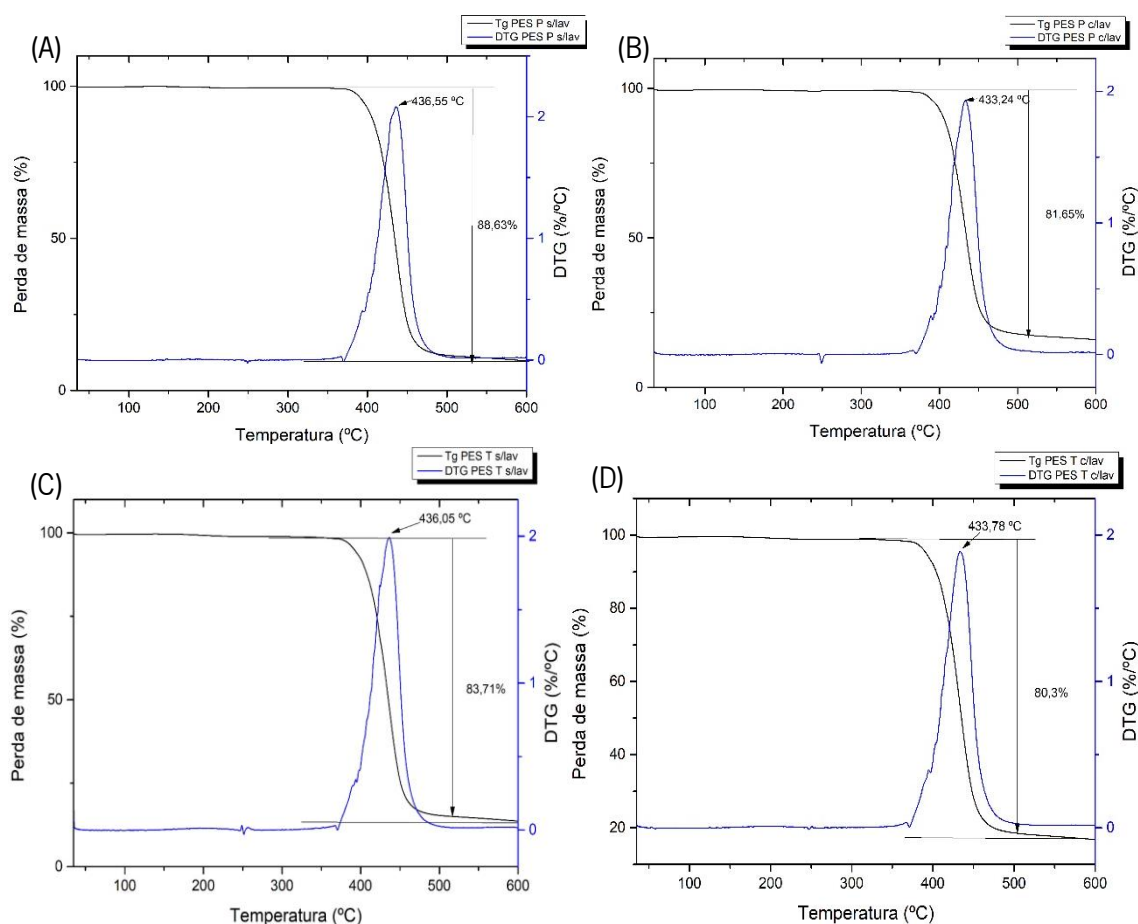 (A)
Tg PES P s/lav
DTG PES P s/lav
436,55 ºC
88,63%
100
50
0
2
1
0
Perda de massa (%)
DTG (%/ºC)
100 200 300 400 500 600
Temperatura (ºC)
(B)
Tg PES P c/lav
DTG PES P c/lav
433,24 ºC
81,65%
100
50
0
2
1
0
Perda de massa (%)
DTG (%/ºC)
100 200 300 400 500 600
Temperatura (ºC)
(C)
Tg PES T s/lav
DTG PES T s/lav
436,05 ºC
83,71%
100
50
0
2
1
0
Perda de massa (%)
DTG (%/ºC)
100 200 300 400 500 600
Temperatura (ºC)
(D)
Tg PES T c/lav
DTG PES T c/lav
433,78 ºC
80,3%
100
80
60
40
20
2
1
0
Perda de massa (%)
DTG (%/ºC)
100 200 300 400 500 600
Temperatura (ºC)